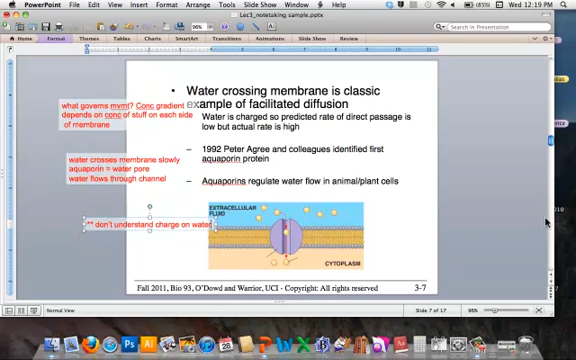 PowerPoint File Edit View Insert Format Arrange Tools Slide Show Window Help
Wed 12:19 PM
Lec3_notetaking sample.pptx
96%
Search in Presentation
Home Format Themes Tables Charts SmartArt Transitions Animations Slide Show Review
• Water crossing membrane is classic
example of facilitated diffusion
Water is charged so predicted rate of direct passage is
low but actual rate is high
– 1992 Peter Agree and colleagues identified first
aquaporin protein
– Aquaporins regulate water flow in animal/plant cells
what governs mvmt? Conc gradient
depends on conc of stuff on each side
of membrane
water crosses membrane slowly
aquaporin = water pore
water flows through channel
** don't understand charge on water
EXTRACELLULAR
FLUID
CYTOPLASM
Fall 2011, Bio 93, O'Dowd and Warrior, UCI - Copyright: All rights reserved
3-7
Normal View
Slide 7 of 17
96%